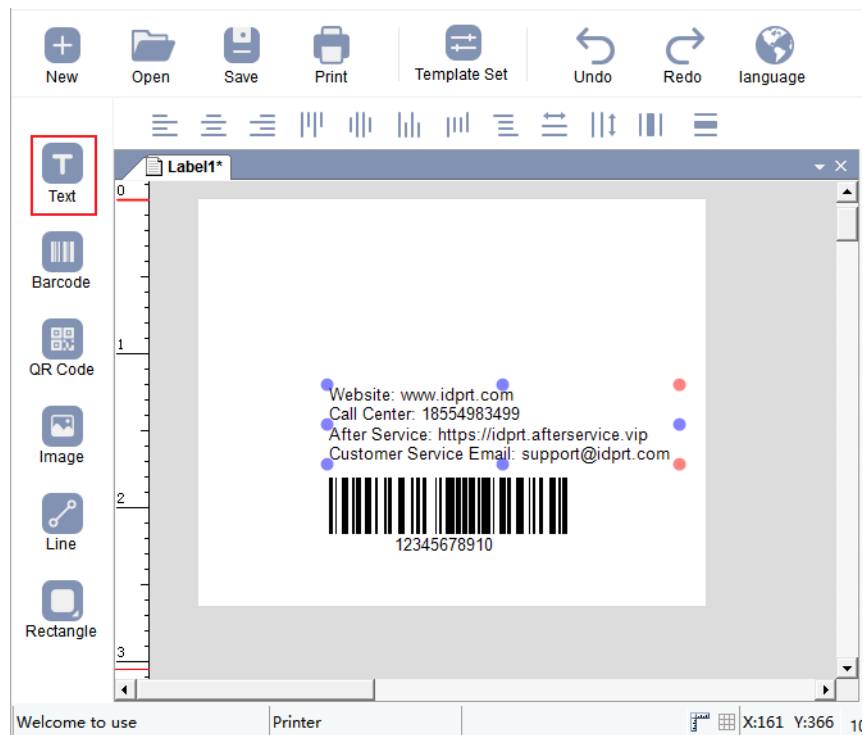 New Open Save Print Template Set Undo Redo language
Label1*
Text
Barcode
QR Code
Image
Line
Rectangle
0
1
2
3
Website: www.idprt.com
Call Center: 18554983499
After Service: https://idprt.afterservice.vip
Customer Service Email: support@idprt.com
12345678910
Welcome to use Printer X:161 Y:366 10